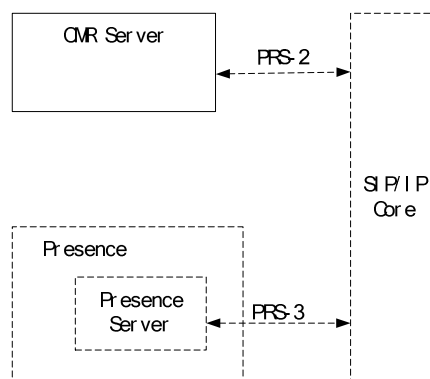 CMR Server
PRS-2
SIP/IP
Core
Presence
Presence
Server
PRS-3